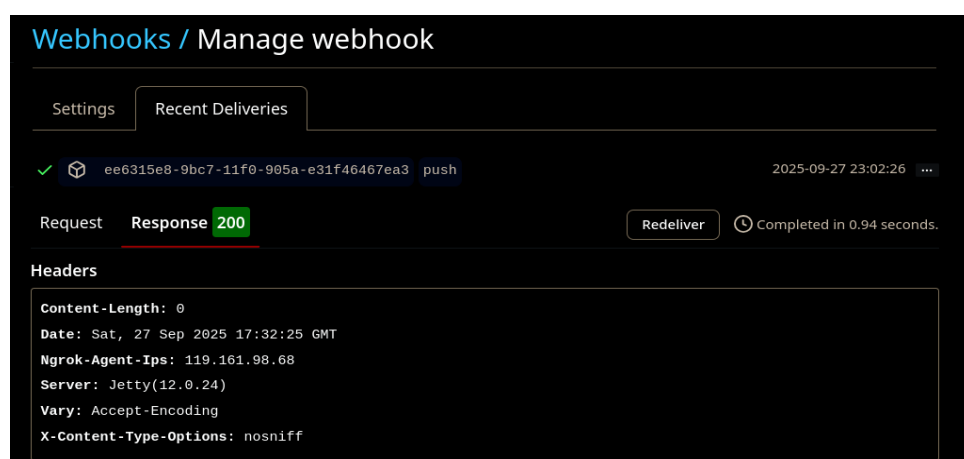 Webhooks / Manage webhook
Settings Recent Deliveries
ee6315e8-9bc7-11f0-905a-e31f46467ea3 push 2025-09-27 23:02:26 ...
Request Response 200 Redeliver Completed in 0.94 seconds.
Headers
Content-Length: 0
Date: Sat, 27 Sep 2025 17:32:25 GMT
Ngrok-Agent-Ips: 119.161.98.68
Server: Jetty(12.0.24)
Vary: Accept-Encoding
X-Content-Type-Options: nosniff